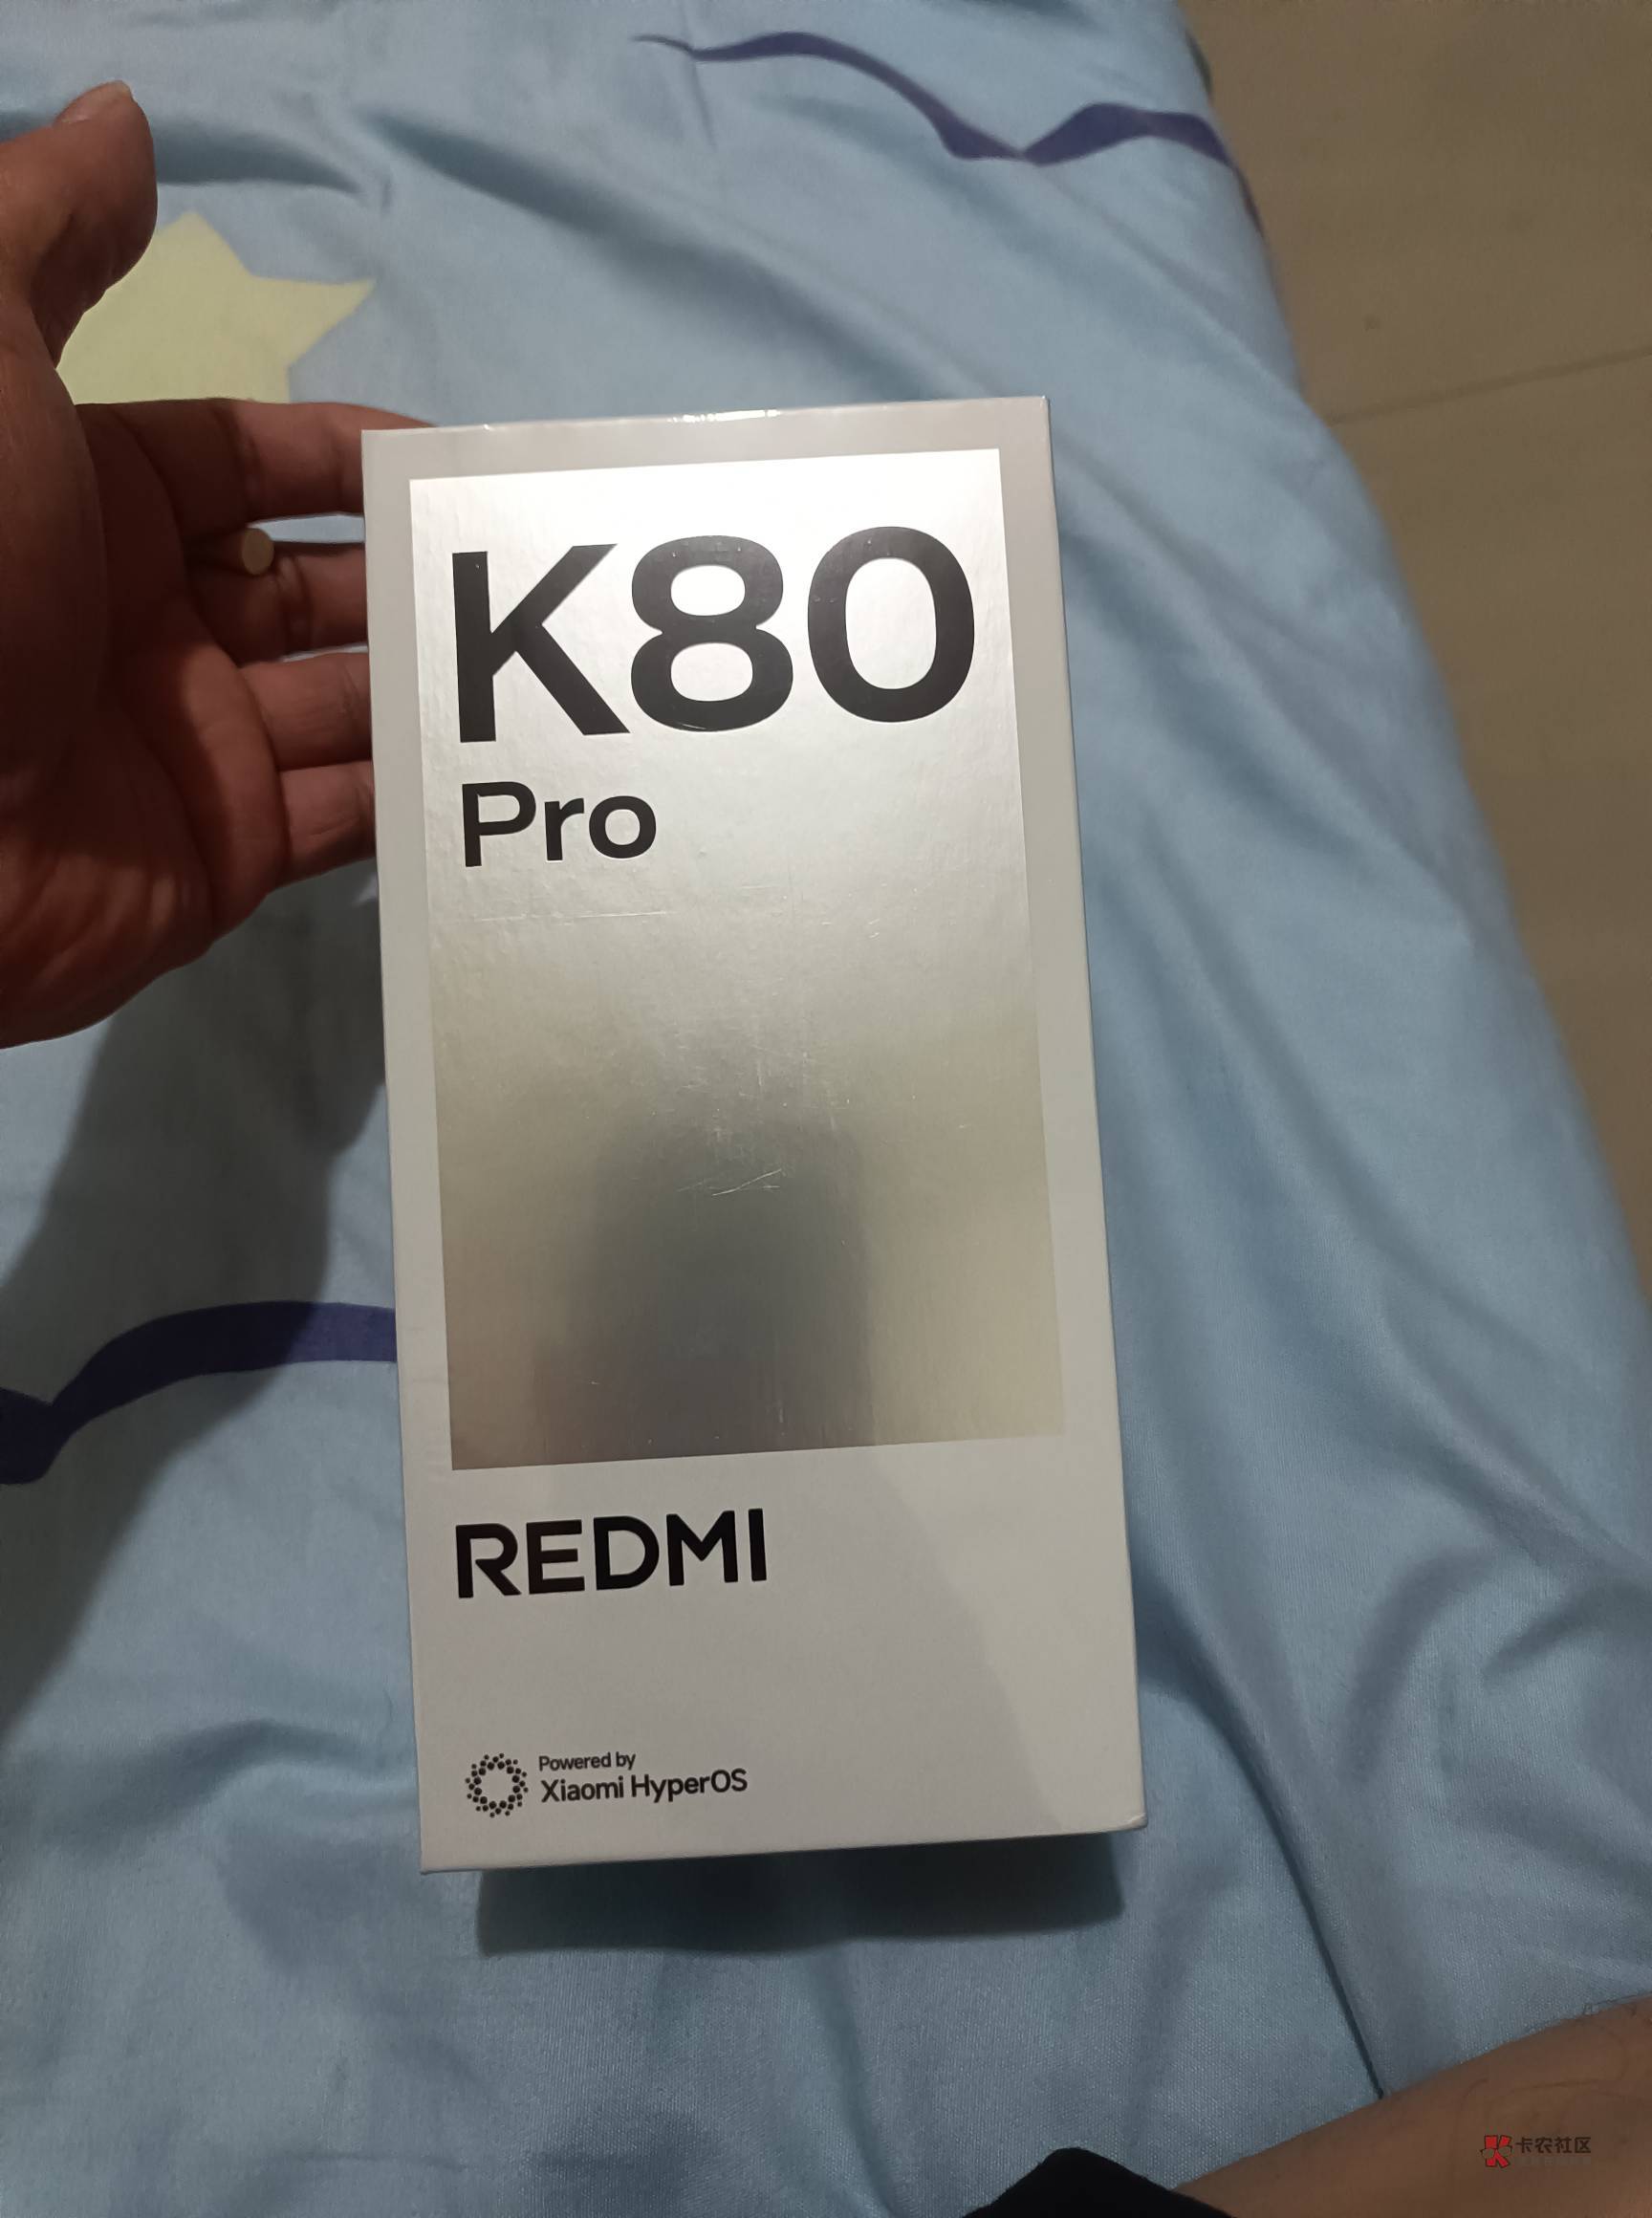 K80
Pro
REDMI
Powered by
Xiaomi HyperOS
卡农社区